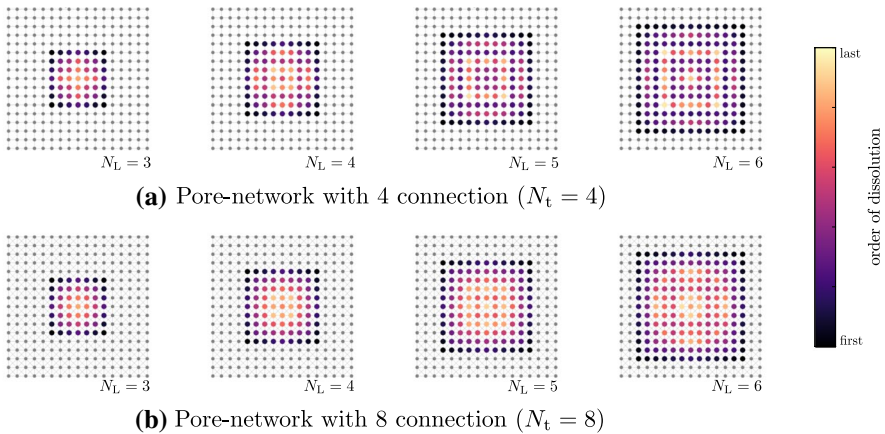 N_L = 3
N_L = 4
N_L = 5
N_L = 6
(a) Pore-network with 4 connection (N_t = 4)
N_L = 3
N_L = 4
N_L = 5
N_L = 6
(b) Pore-network with 8 connection (N_t = 8)
last
order of dissolution
first